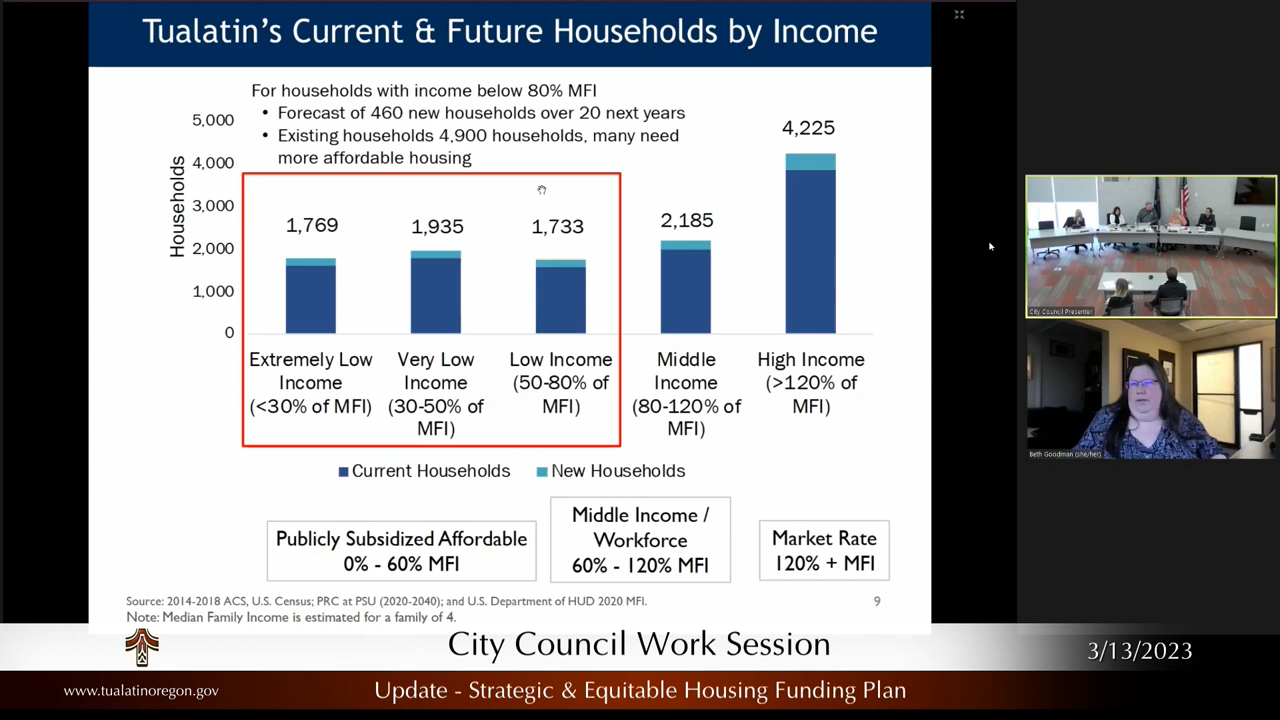 Tualatin's Current & Future Households by Income
For households with income below 80% MFI
• Forecast of 460 new households over 20 next years
• Existing households 4,900 households, many need
more affordable housing
Households
5,000
4,000
3,000
2,000
1,000
0
1,769
1,935
1,733
2,185
4,225
Extremely Low
Income
(<30% of MFI)
Very Low
Income
(30-50% of
MFI)
Low Income
(50-80% of
MFI)
Middle
Income
(80-120% of
MFI)
High Income
(>120% of
MFI)
Current Households
New Households
Publicly Subsidized Affordable
0% - 60% MFI
Middle Income /
Workforce
60% - 120% MFI
Market Rate
120% + MFI
Source: 2014-2018 ACS, U.S. Census; PRC at PSU (2020-2040); and U.S. Department of HUD 2020 MFI.
9
Note: Median Family Income is estimated for a family of 4.
City Council Presenter
Beth Goodman (she/her)
City Council Work Session
3/13/2023
www.tualatinoregon.gov
Update - Strategic & Equitable Housing Funding Plan